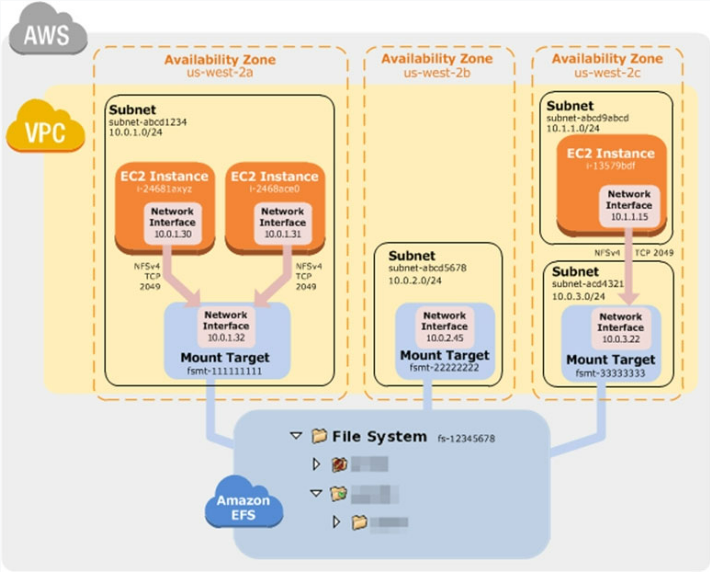 AWS
VPC
Availability Zone
us-west-2a
Subnet
subnet-abcd1234
10.0.1.0/24
EC2 Instance
i-24681axyz
Network
Interface
10.0.1.30
EC2 Instance
i-2468ace0
Network
Interface
10.0.1.31
NFSv4
TCP
2049
NFSv4
TCP
2049
Network
Interface
10.0.1.32
Mount Target
fsmt-111111111
Availability Zone
us-west-2b
Subnet
subnet-abcd5678
10.0.2.0/24
Network
Interface
10.0.2.45
Mount Target
fsmt-22222222
Availability Zone
us-west-2c
Subnet
subnet-abcd9abcd
10.1.1.0/24
EC2 Instance
i-13579bdf
Network
Interface
10.1.1.15
NFSv4 TCP 2049
Subnet
subnet-acd4321
10.0.3.0/24
Network
Interface
10.0.3.22
Mount Target
fsmt-33333333
File System fs-12345678
Amazon
EFS